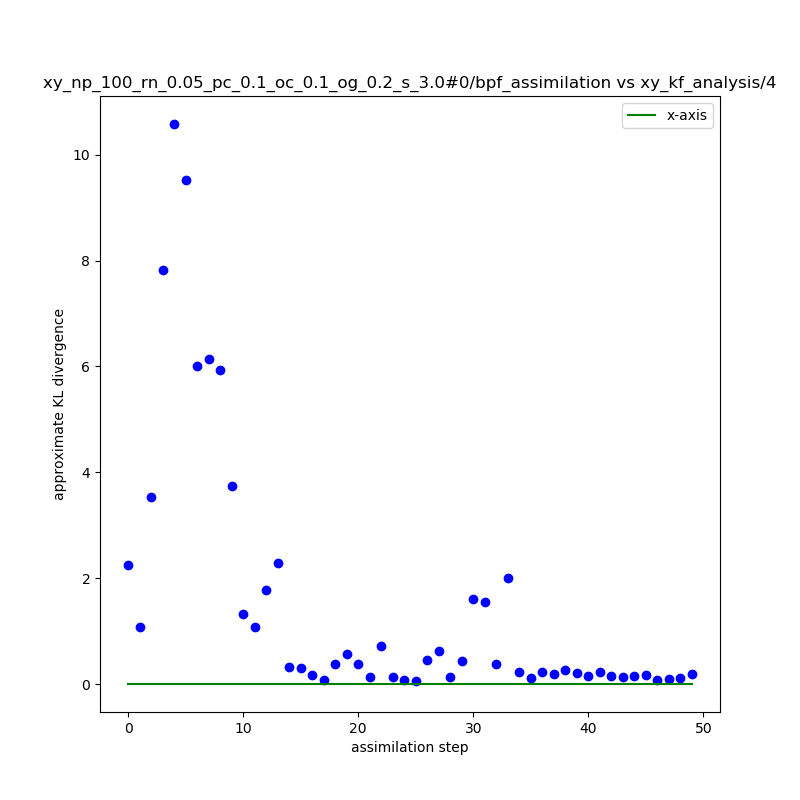 xy_np_100_rn_0.05_pc_0.1_oc_0.1_og_0.2_s_3.0#0/bpf_assimilation vs xy_kf_analysis/4
x-axis
10
8
6
4
2
0
approximate KL divergence
0 10 20 30 40 50
assimilation step